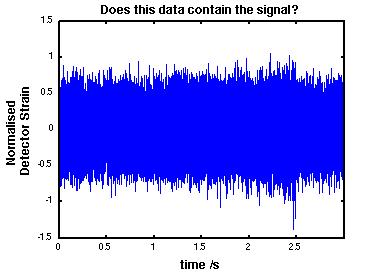 Does this data contain the signal?
1.5
1
0.5
0
-0.5
-1
-1.5
Normalised
Detector Strain
0 0.5 1 1.5 2 2.5
time /s